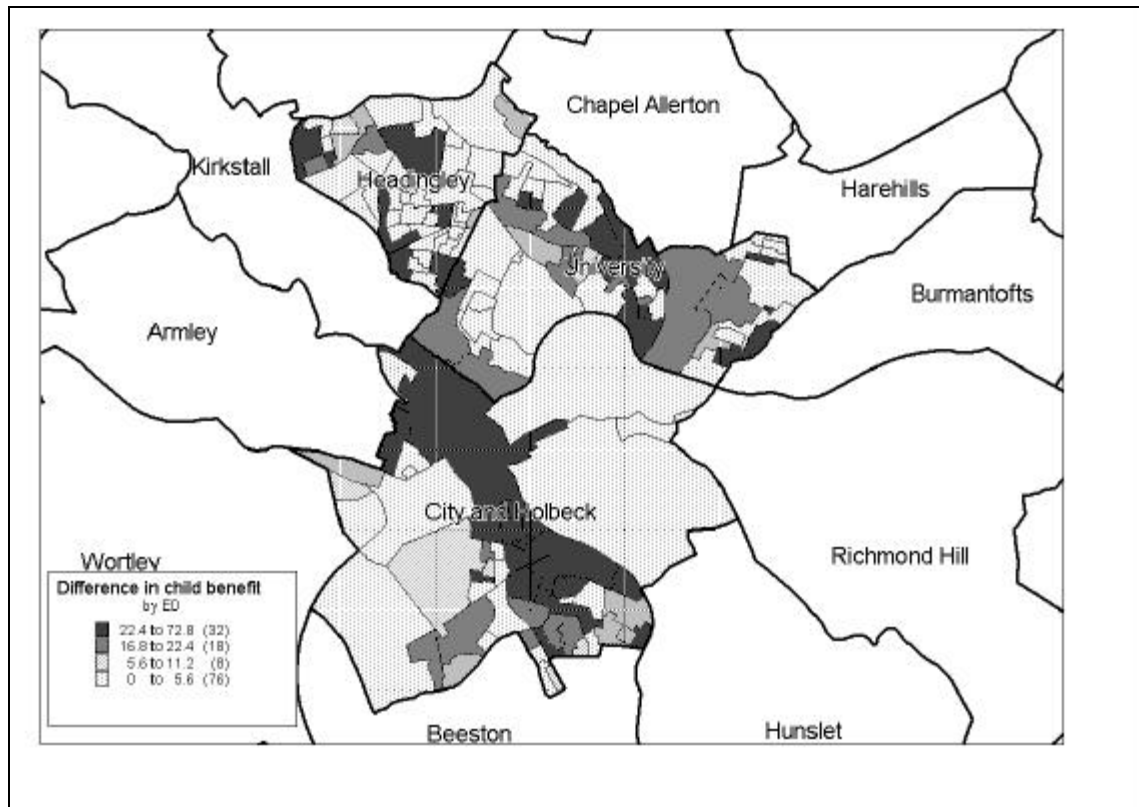 Chapel Allerton
Kirkstall
Headingley
Harehills
University
Burmantofts
Armley
City and Holbeck
Richmond Hill
Wortley
Difference in child benefit
by ED
22.4 to 72.8 (32)
16.8 to 22.4 (18)
5.6 to 11.2 (8)
0 to 5.6 (76)
Beeston
Hunslet